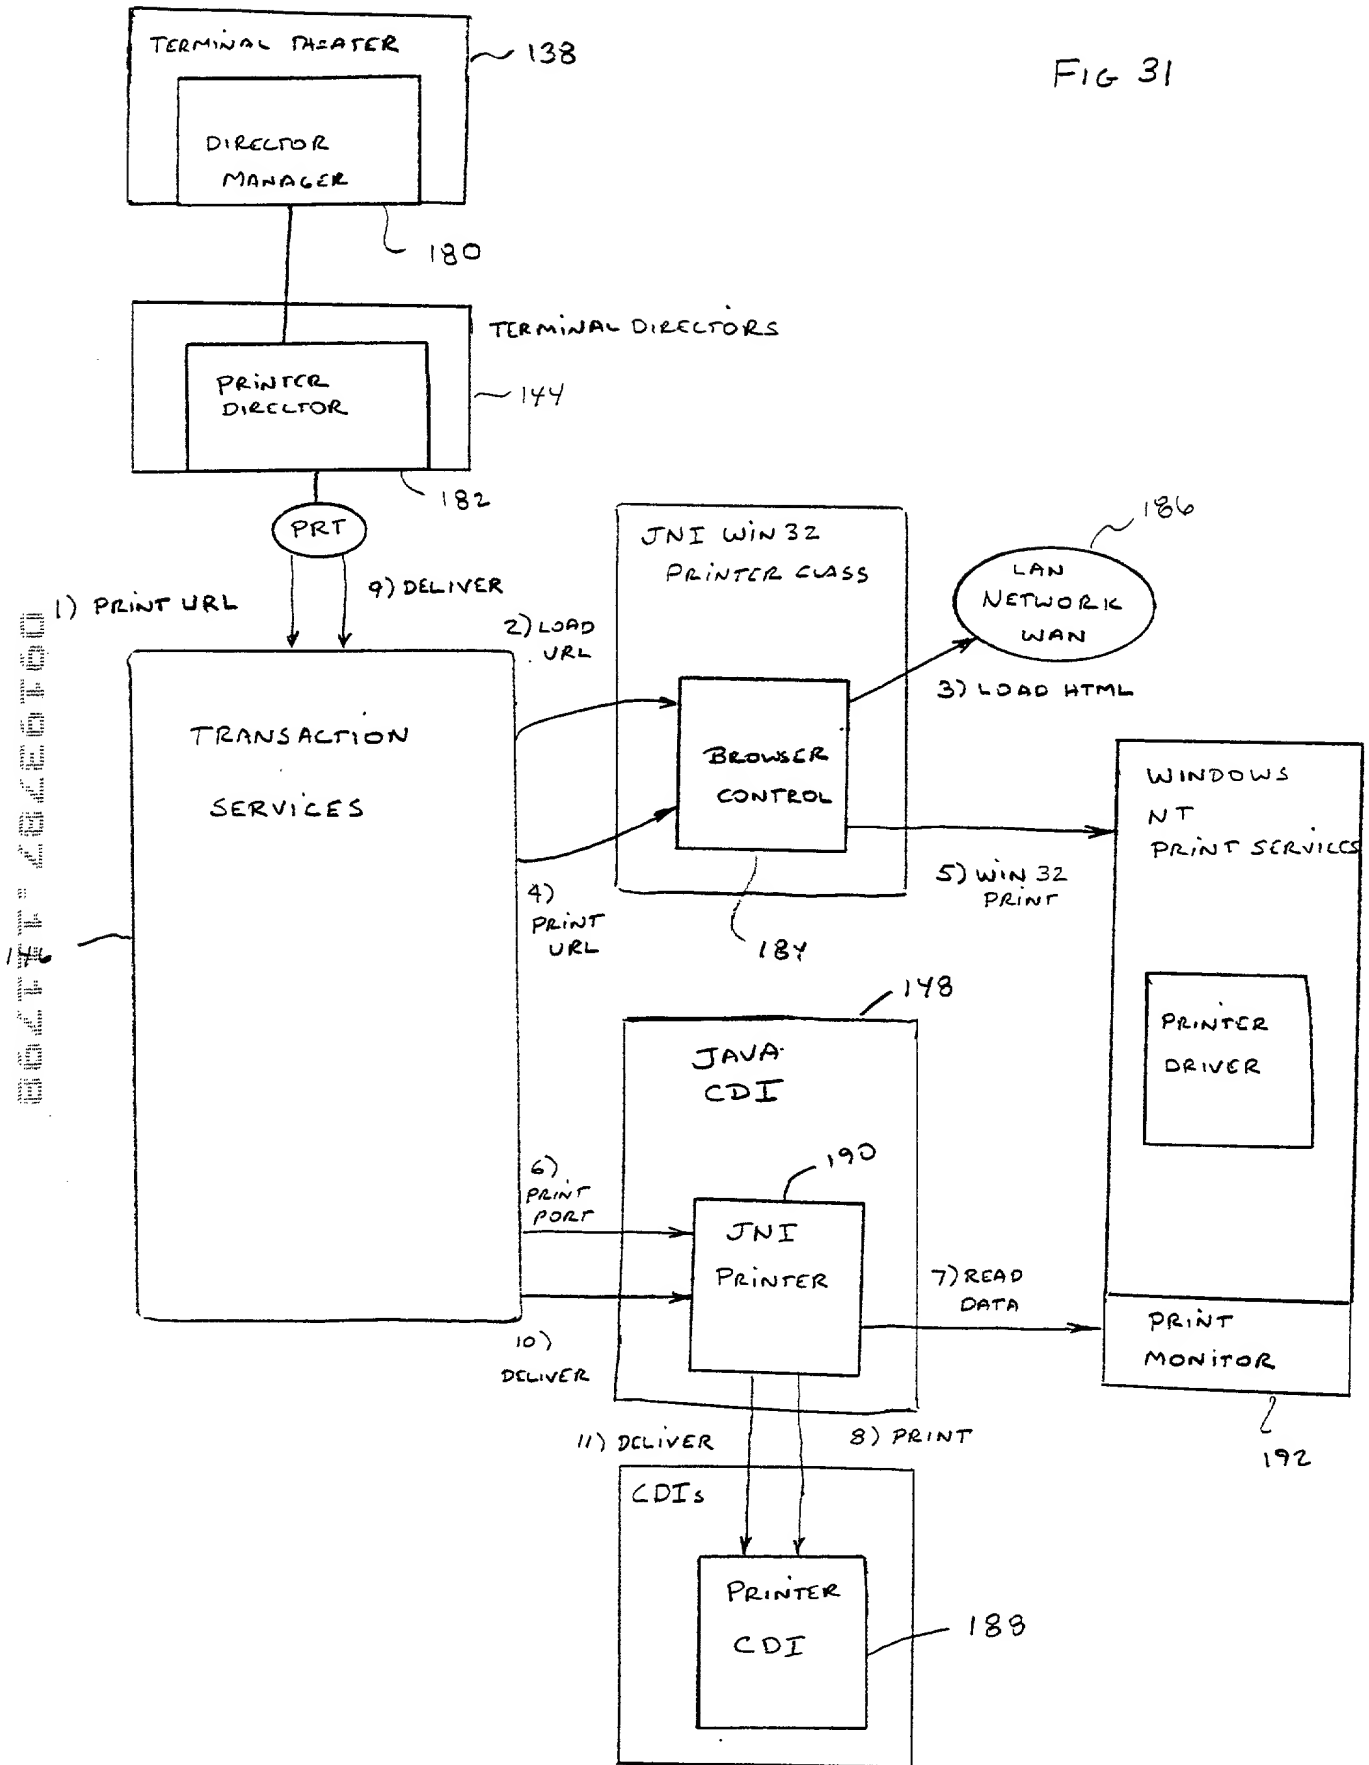 TERMINAL THEATER
138
FIG 31
DIRECTOR
MANAGER
180
TERMINAL DIRECTORS
PRINTER
DIRECTOR
144
182
PRT
1) PRINT URL
9) DELIVER
JNI WIN 32
PRINTER CLASS
186
LAN
NETWORK
WAN
2) LOAD
URL
3) LOAD HTML
TRANSACTION
SERVICES
BROWSER
CONTROL
WINDOWS
NT
PRINT SERVICES
4)
PRINT
URL
5) WIN 32
PRINT
184
146
148
JAVA
CDI
PRINTER
DRIVER
190
6)
PRINT
PORT
JNI
PRINTER
7) READ
DATA
10)
DELIVER
PRINT
MONITOR
11) DELIVER
8) PRINT
192
CDIs
PRINTER
CDI
188